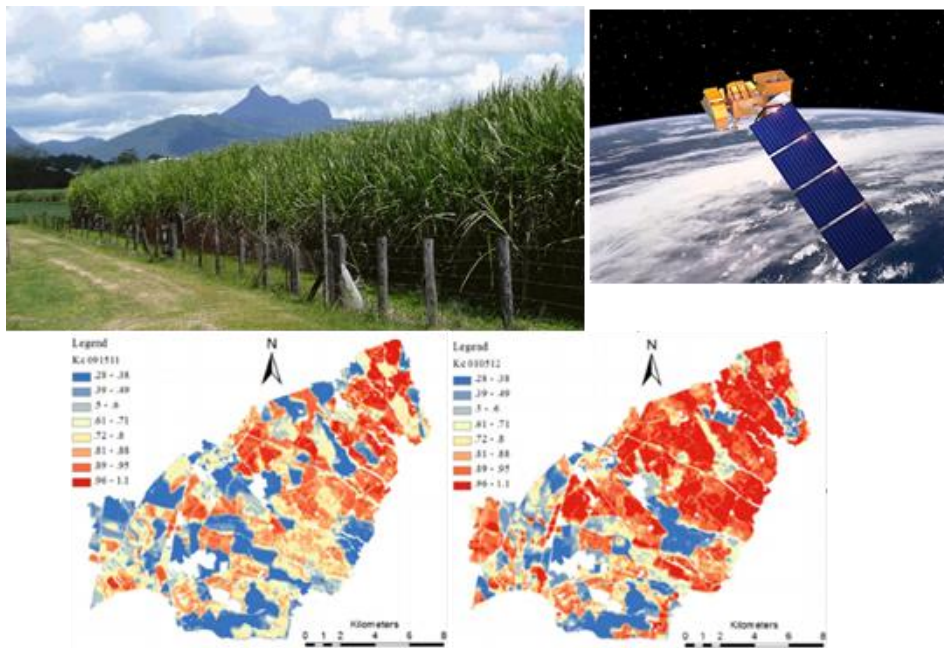 Legend
Kc 091511
.28 - .38
.39 - .49
.5 - .6
.61 - .71
.72 - .8
.81 - .88
.89 - .95
.96 - 1.1
N
Kilometers
0 1 2 4 6 8
Legend
Kc 010512
.28 - .38
.39 - .49
.5 - .6
.61 - .71
.72 - .8
.81 - .88
.89 - .95
.96 - 1.1
N
Kilometers
0 1 2 4 6 8